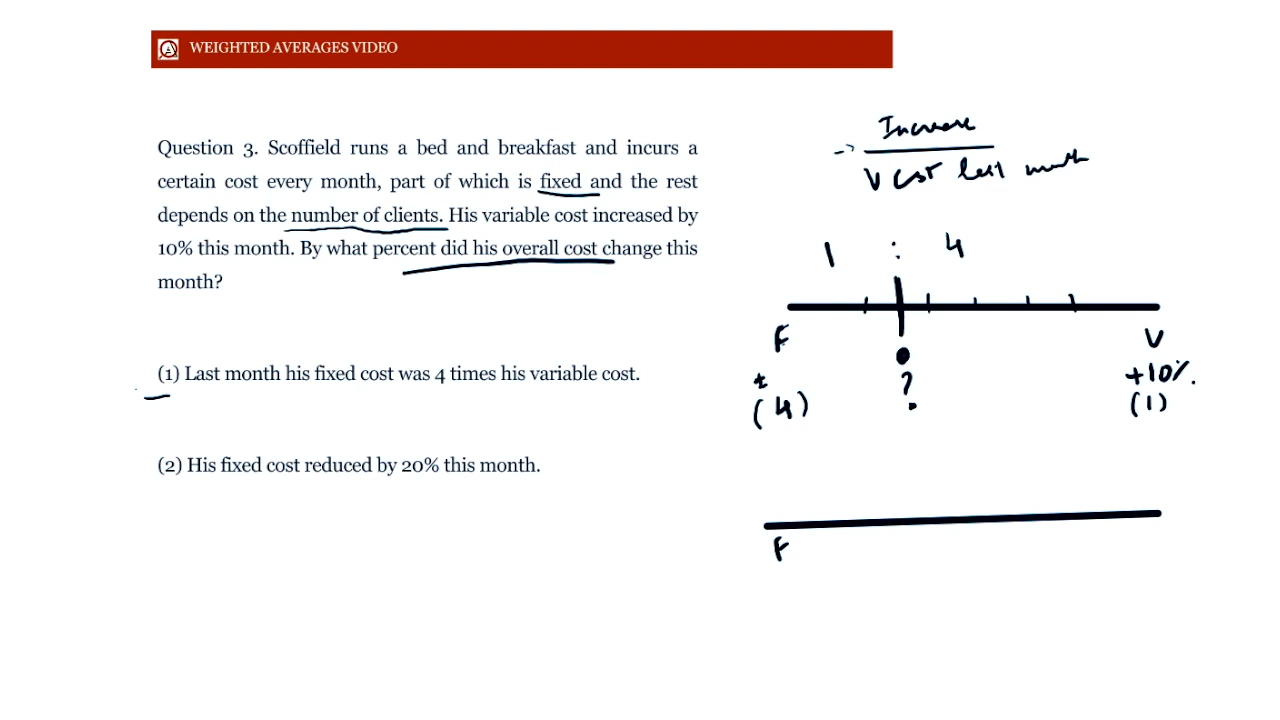 WEIGHTED AVERAGES VIDEO
Question 3. Scoffield runs a bed and breakfast and incurs a
certain cost every month, part of which is fixed and the rest
depends on the number of clients. His variable cost increased by
10% this month. By what percent did his overall cost change this
month?
(1) Last month his fixed cost was 4 times his variable cost.
(2) His fixed cost reduced by 20% this month.
→ Increase
V Cost last month
1 : 4
F V
? +10%
(4) (1)
F